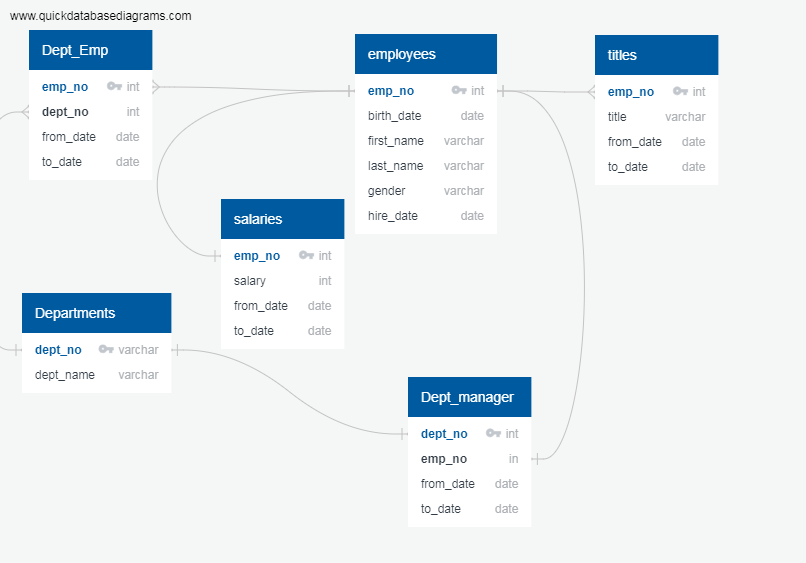 www.quickdatabasediagrams.com
Dept_Emp
emp_no int
dept_no int
from_date date
to_date date
employees
emp_no int
birth_date date
first_name varchar
last_name varchar
gender varchar
hire_date date
titles
emp_no int
title varchar
from_date date
to_date date
salaries
emp_no int
salary int
from_date date
to_date date
Departments
dept_no varchar
dept_name varchar
Dept_manager
dept_no int
emp_no in
from_date date
to_date date